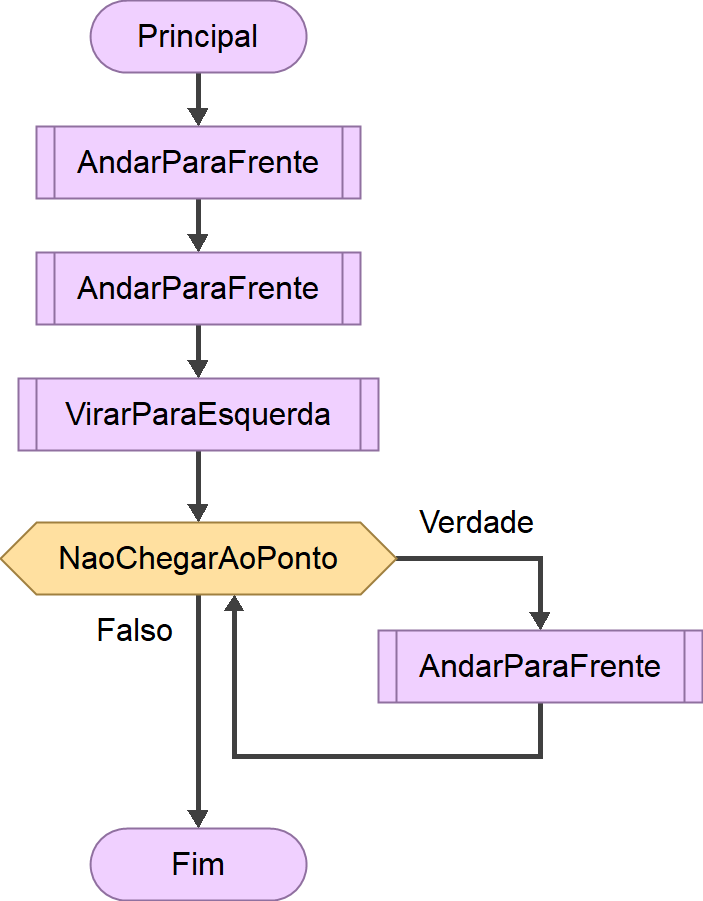 Principal
AndarParaFrente
AndarParaFrente
VirarParaEsquerda
NaoChegarAoPonto
Verdade
Falso
AndarParaFrente
Fim